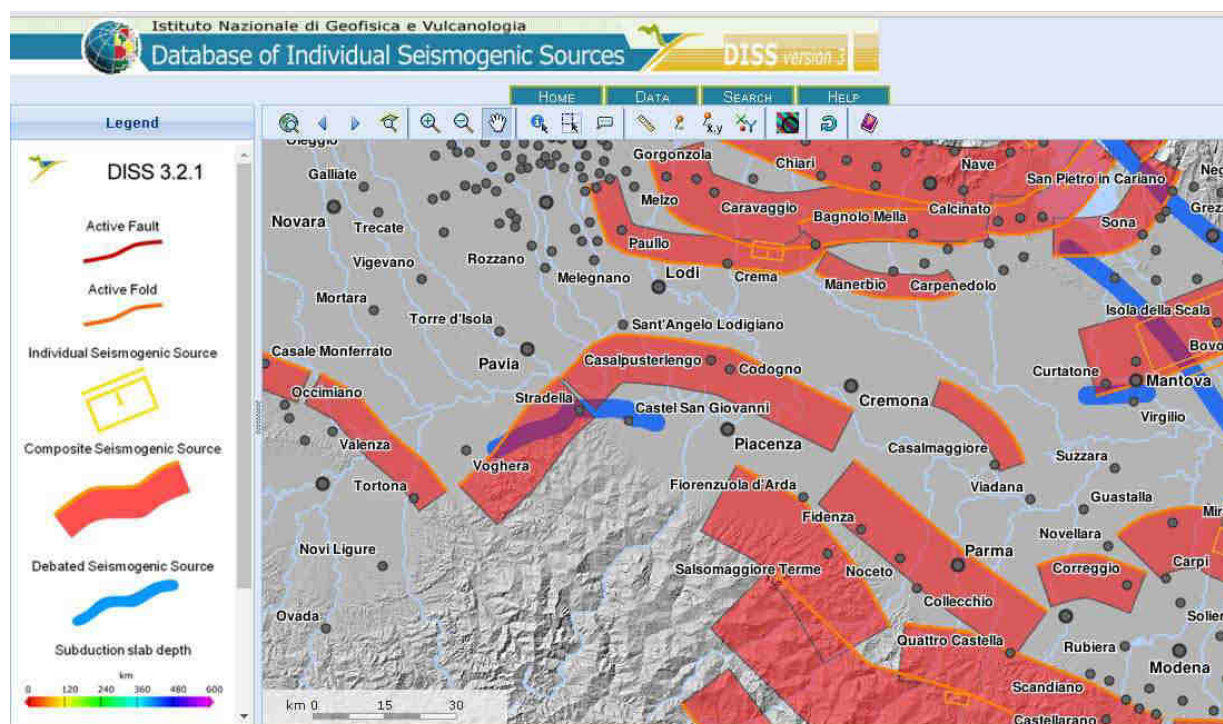 Istituto Nazionale di Geofisica e Vulcanologia
Database of Individual Seismogenic Sources
DISS version 3
HOME DATA SEARCH HELP
Legend
DISS 3.2.1
Active Fault
Active Fold
Individual Seismogenic Source
Composite Seismogenic Source
Debated Seismogenic Source
Subduction slab depth
km
0 120 240 360 480 600
x,y
Oleggio
Gorgonzola
Chiari
Nave
Galliate
San Pietro in Cariano
Melzo
Caravaggio
Bagnolo Mella
Calcinato
Novara
Trecate
Sona
Paullo
Vigevano
Rozzano
Melegnano
Lodi
Crema
Manerbio
Carpenedolo
Mortara
Torre d'Isola
Sant'Angelo Lodigiano
Isola della Scala
Casale Monferrato
Pavia
Casalpusterlengo
Codogno
Curtatone
Mantova
Occimiano
Stradella
Castel San Giovanni
Cremona
Virgilio
Valenza
Piacenza
Casalmaggiore
Suzzara
Voghera
Tortona
Fiorenzuola d'Arda
Viadana
Guastalla
Fidenza
Novellara
Novi Ligure
Parma
Salsomaggiore Terme
Noceto
Correggio
Carpi
Collecchio
Ovada
Quattro Castella
Rubiera
Modena
Scandiano
km 0 15 30
Castellarano